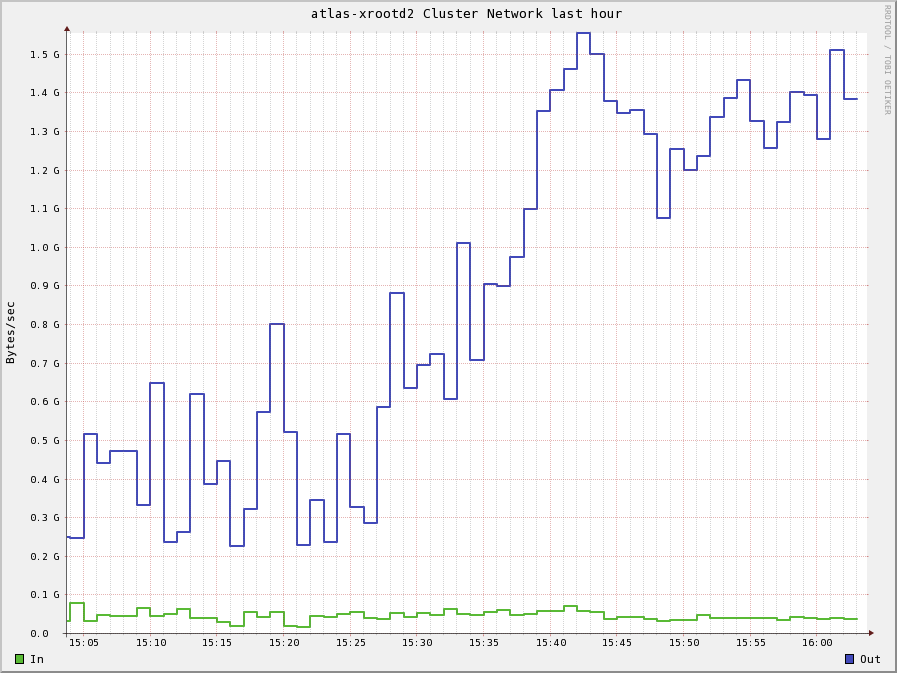 atlas-xrootd2 Cluster Network last hour
RRDTOOL / TOBI OETIKER
Bytes/sec
1.5 G
1.4 G
1.3 G
1.2 G
1.1 G
1.0 G
0.9 G
0.8 G
0.7 G
0.6 G
0.5 G
0.4 G
0.3 G
0.2 G
0.1 G
0.0
15:05 15:10 15:15 15:20 15:25 15:30 15:35 15:40 15:45 15:50 15:55 16:00
In Out